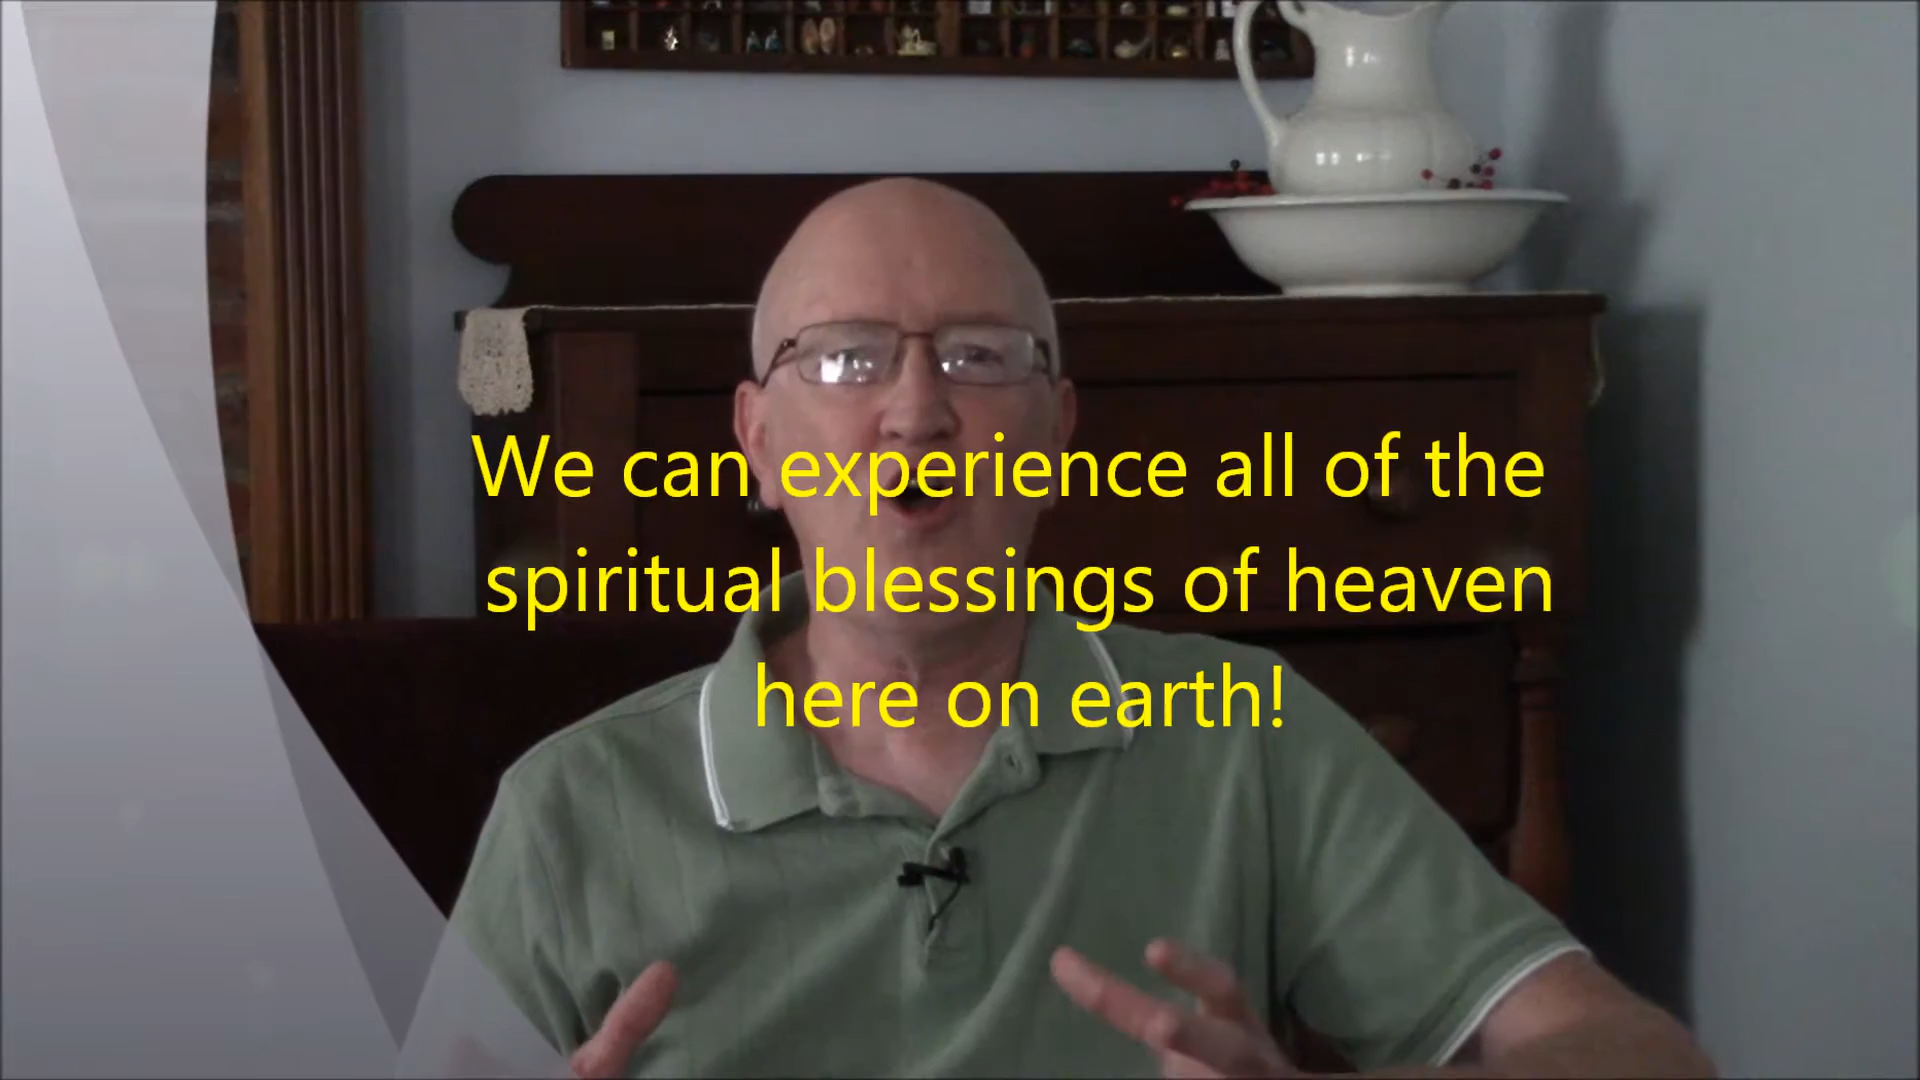 We can experience all of the
spiritual blessings of heaven
here on earth!